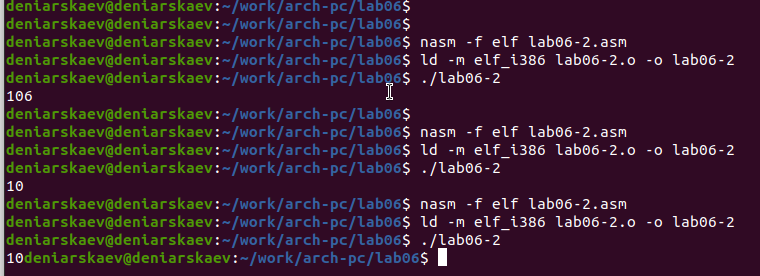 deniarskaev@deniarskaev:~/work/arch-pc/lab06$
deniarskaev@deniarskaev:~/work/arch-pc/lab06$
deniarskaev@deniarskaev:~/work/arch-pc/lab06$ nasm -f elf lab06-2.asm
deniarskaev@deniarskaev:~/work/arch-pc/lab06$ ld -m elf_i386 lab06-2.o -o lab06-2
deniarskaev@deniarskaev:~/work/arch-pc/lab06$ ./lab06-2
106
deniarskaev@deniarskaev:~/work/arch-pc/lab06$
deniarskaev@deniarskaev:~/work/arch-pc/lab06$ nasm -f elf lab06-2.asm
deniarskaev@deniarskaev:~/work/arch-pc/lab06$ ld -m elf_i386 lab06-2.o -o lab06-2
deniarskaev@deniarskaev:~/work/arch-pc/lab06$ ./lab06-2
10
deniarskaev@deniarskaev:~/work/arch-pc/lab06$ nasm -f elf lab06-2.asm
deniarskaev@deniarskaev:~/work/arch-pc/lab06$ ld -m elf_i386 lab06-2.o -o lab06-2
deniarskaev@deniarskaev:~/work/arch-pc/lab06$ ./lab06-2
10deniarskaev@deniarskaev:~/work/arch-pc/lab06$